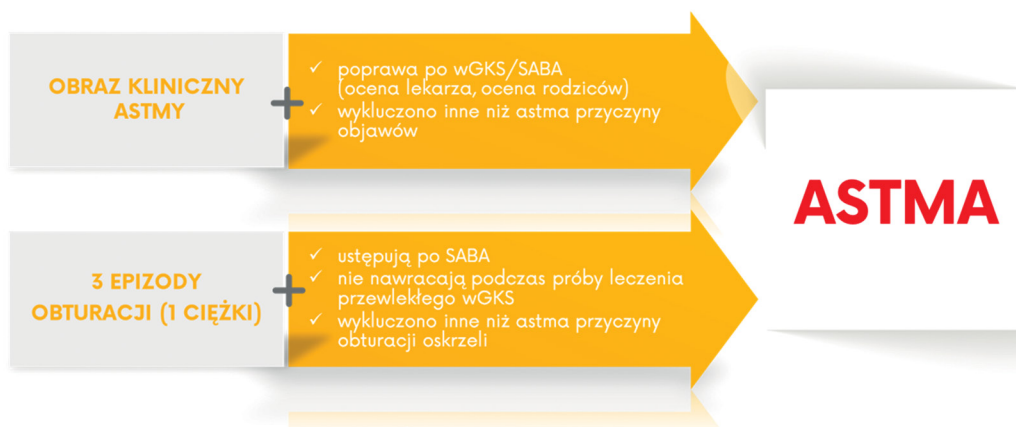 OBRAZ KLINICZNY
ASTMY
+
✓ poprawa po wGKS/SABA
(ocena lekarza, ocena rodziców)
✓ wykluczono inne niż astma przyczyny
objawów
3 EPIZODY
OBTURACJI (1 CIĘŻKI)
+
✓ ustępują po SABA
✓ nie nawracają podczas próby leczenia
przewlekłego wGKS
✓ wykluczono inne niż astma przyczyny
obturacji oskrzeli
ASTMA